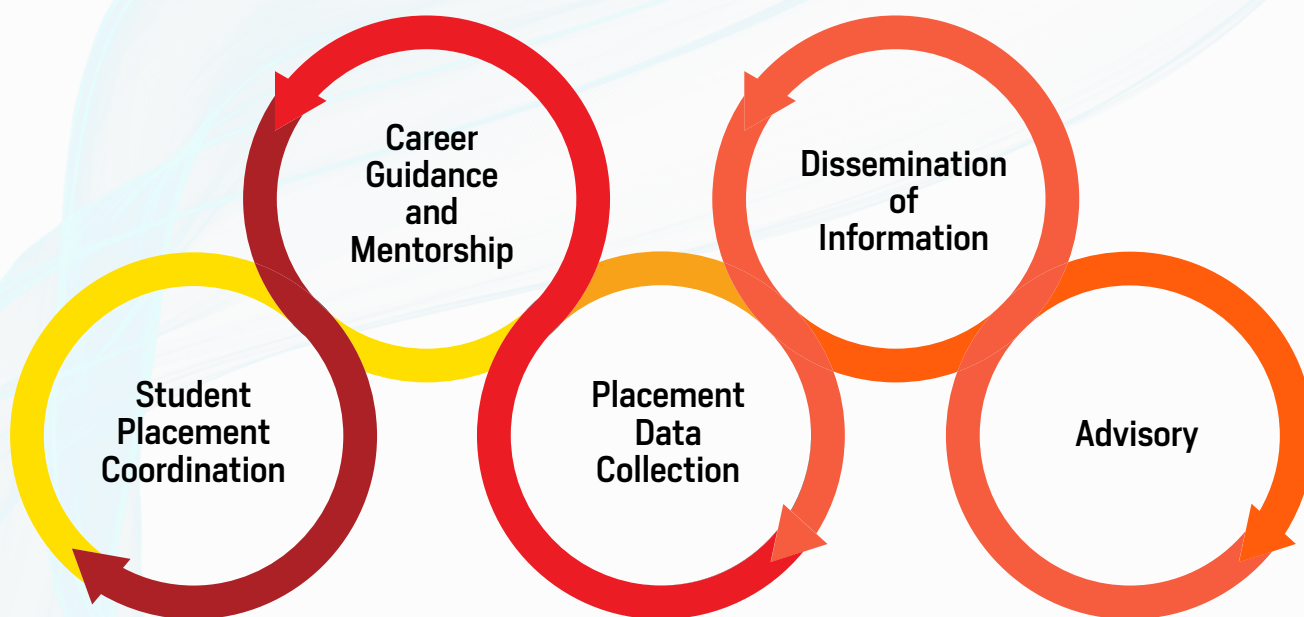 Career
Guidance
and
Mentorship
Dissemination
of
Information
Student
Placement
Coordination
Placement
Data
Collection
Advisory